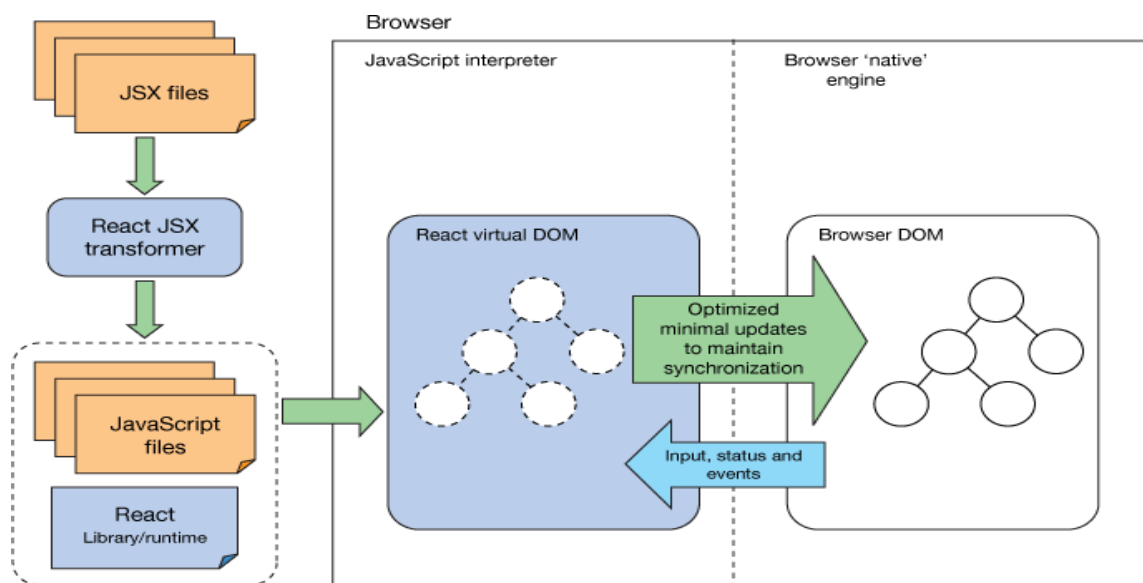 Browser
JSX files
JavaScript interpreter
Browser ‘native’
engine
React JSX
transformer
React virtual DOM
Browser DOM
Optimized
minimal updates
to maintain
synchronization
JavaScript
files
Input, status and
events
React
Library/runtime